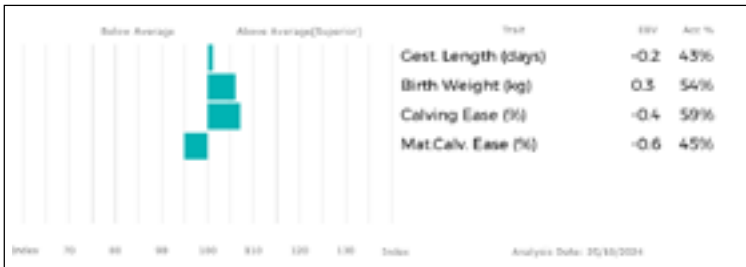 Below Average Above Average(Superior) Trait EBV Acc %
Gest. Length (days) -0.2 43%
Birth Weight (kg) 0.3 54%
Calving Ease (%) -0.4 59%
Mat.Calv. Ease (%) -0.6 45%
Index 70 80 90 100 110 120 130 Index Analysis Date: